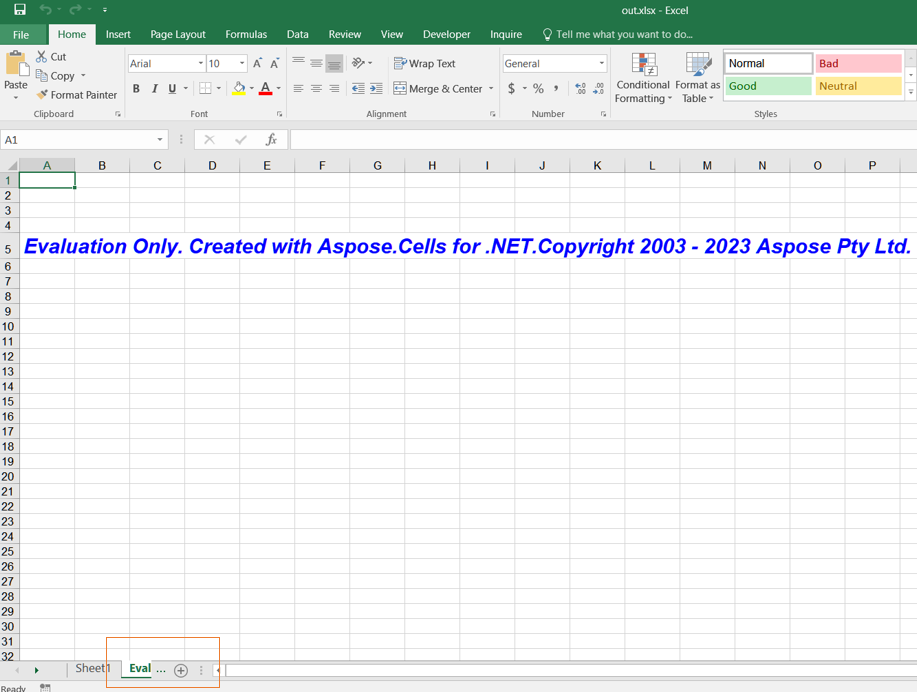 out.xlsx - Excel
File Home Insert Page Layout Formulas Data Review View Developer Inquire Tell me what you want to do...
Paste
Cut
Copy
Format Painter
Clipboard
Arial 10 A A
B I U A
Font
Wrap Text
Merge & Center
Alignment
General
$ % ,
Number
Conditional Formatting
Format as Table
Normal Bad
Good Neutral
Styles
A1 fx
A B C D E F G H I J K L M N O P
1
2
3
4
5 Evaluation Only. Created with Aspose.Cells for .NET.Copyright 2003 - 2023 Aspose Pty Ltd.
6
7
8
9
10
11
12
13
14
15
16
17
18
19
20
21
22
23
24
25
26
27
28
29
30
31
32
Sheet1 Eval ...
Ready